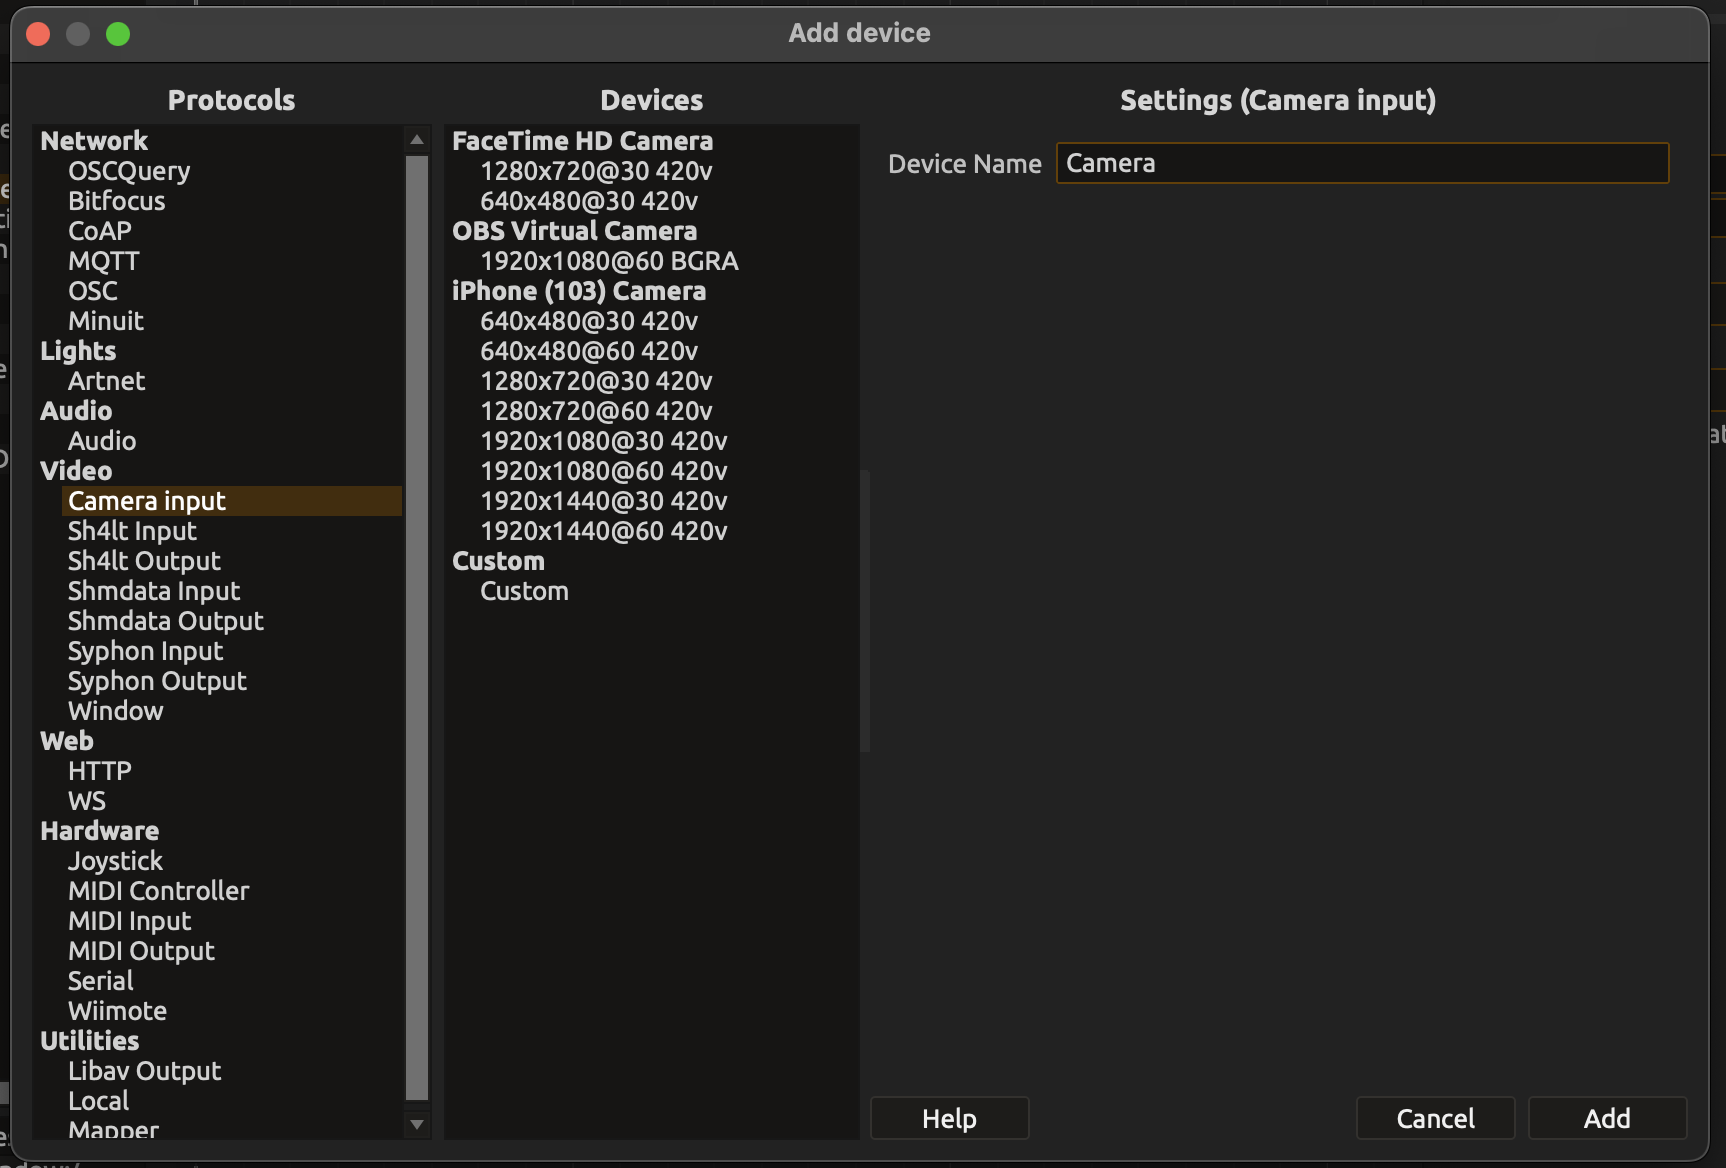 Add device
Protocols
Network
OSCQuery
Bitfocus
CoAP
MQTT
OSC
Minuit
Lights
Artnet
Audio
Audio
Video
Camera input
Sh4lt Input
Sh4lt Output
Shmdata Input
Shmdata Output
Syphon Input
Syphon Output
Window
Web
HTTP
WS
Hardware
Joystick
MIDI Controller
MIDI Input
MIDI Output
Serial
Wiimote
Utilities
Libav Output
Local
Mapper
Devices
FaceTime HD Camera
1280x720@30 420v
640x480@30 420v
OBS Virtual Camera
1920x1080@60 BGRA
iPhone (103) Camera
640x480@30 420v
640x480@60 420v
1280x720@30 420v
1280x720@60 420v
1920x1080@30 420v
1920x1080@60 420v
1920x1440@30 420v
1920x1440@60 420v
Custom
Custom
Settings (Camera input)
Device Name Camera
Help Cancel Add